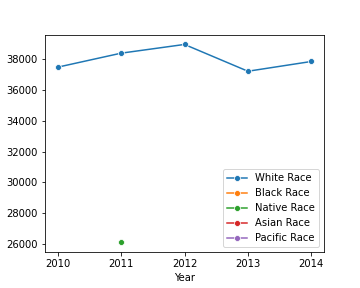 38000
36000
34000
32000
30000
28000
26000
2010 2011 2012 2013 2014
Year
White Race
Black Race
Native Race
Asian Race
Pacific Race